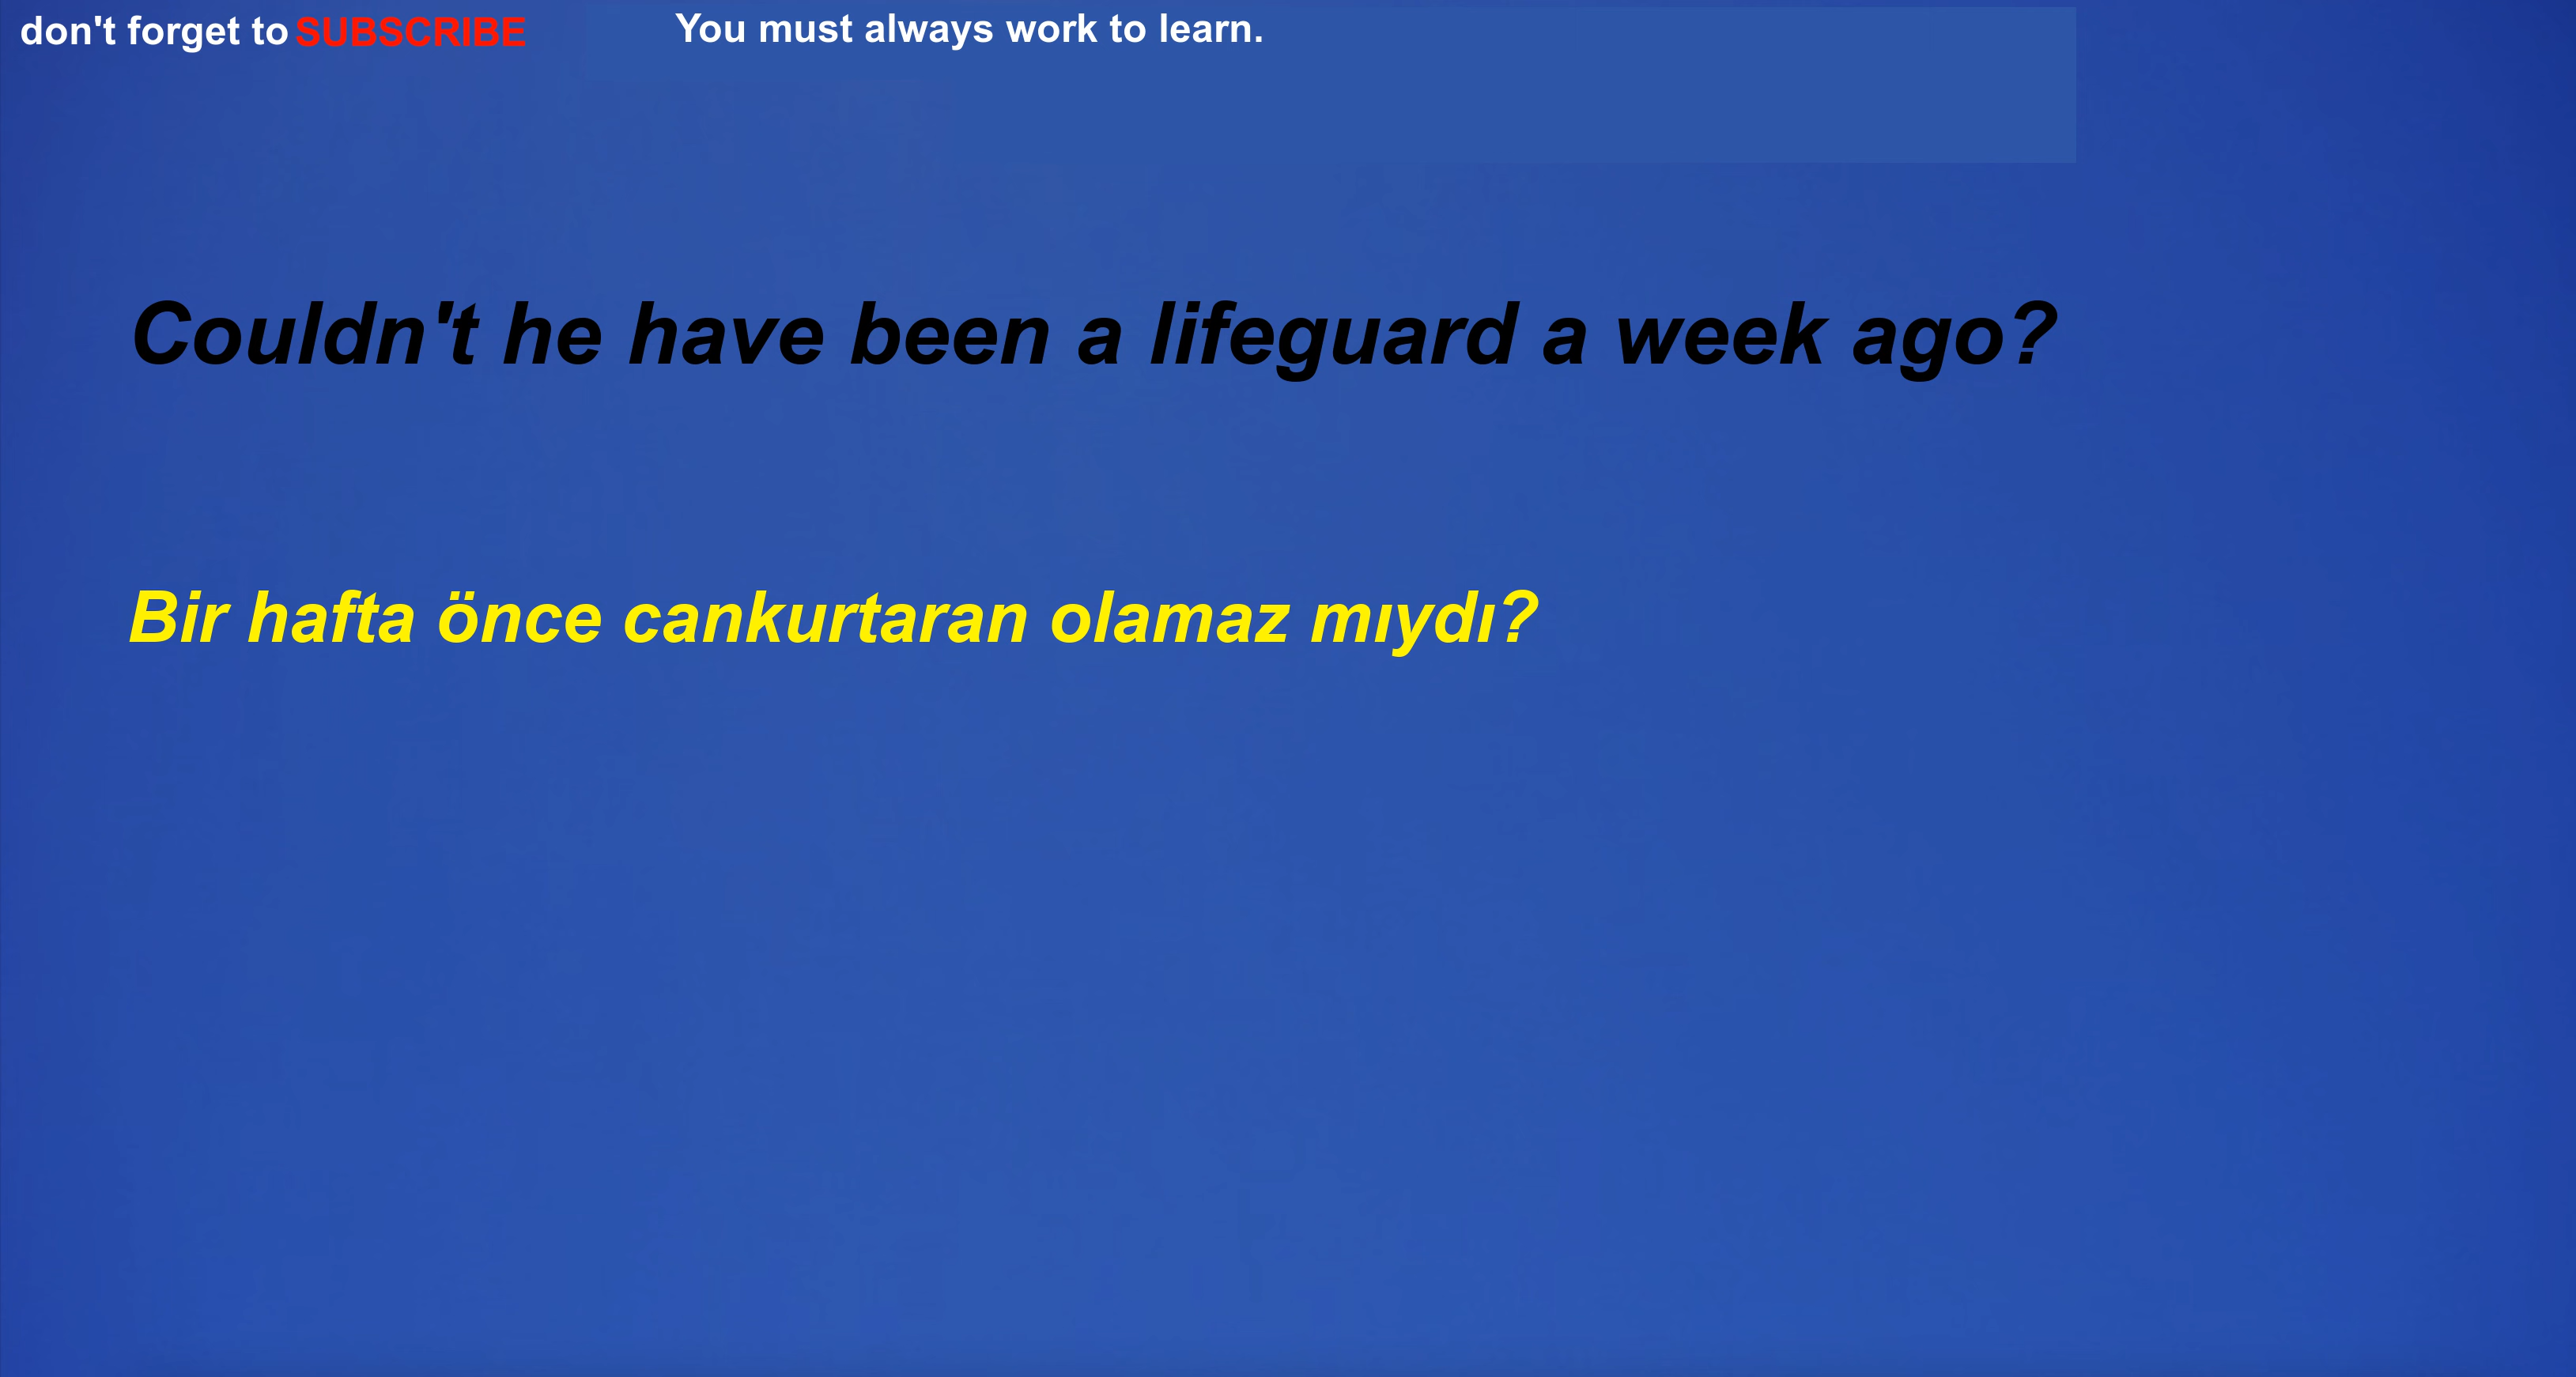 don't forget to SUBSCRIBE
You must always work to learn.
Couldn't he have been a lifeguard a week ago?
Bir hafta önce cankurtaran olamaz mıydı?